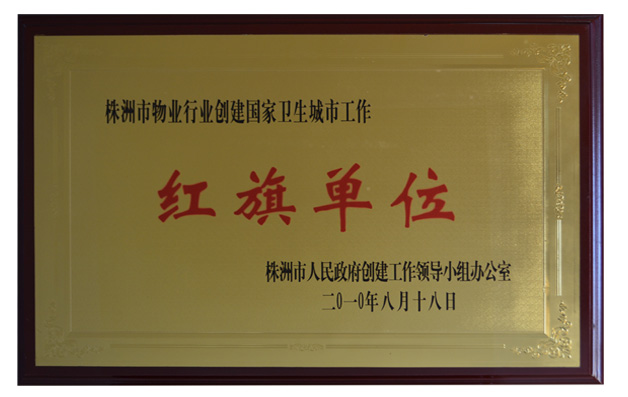 株洲市物业行业创建国家卫生城市工作
红旗单位
株洲市人民政府创建工作领导小组办公室
二0一0年八月十八日